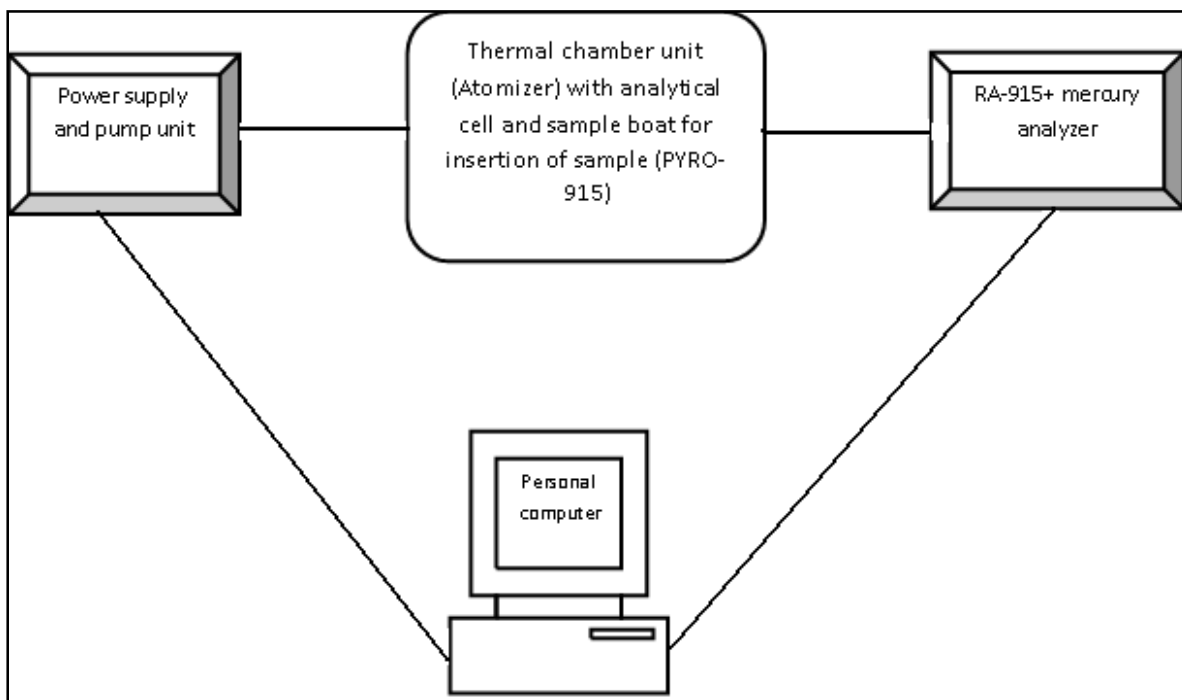 Power supply
and pump unit
Thermal chamber unit
(Atomizer) with analytical
cell and sample boat for
insertion of sample (PYRO-
915)
RA-915+ mercury
analyzer
Personal
computer